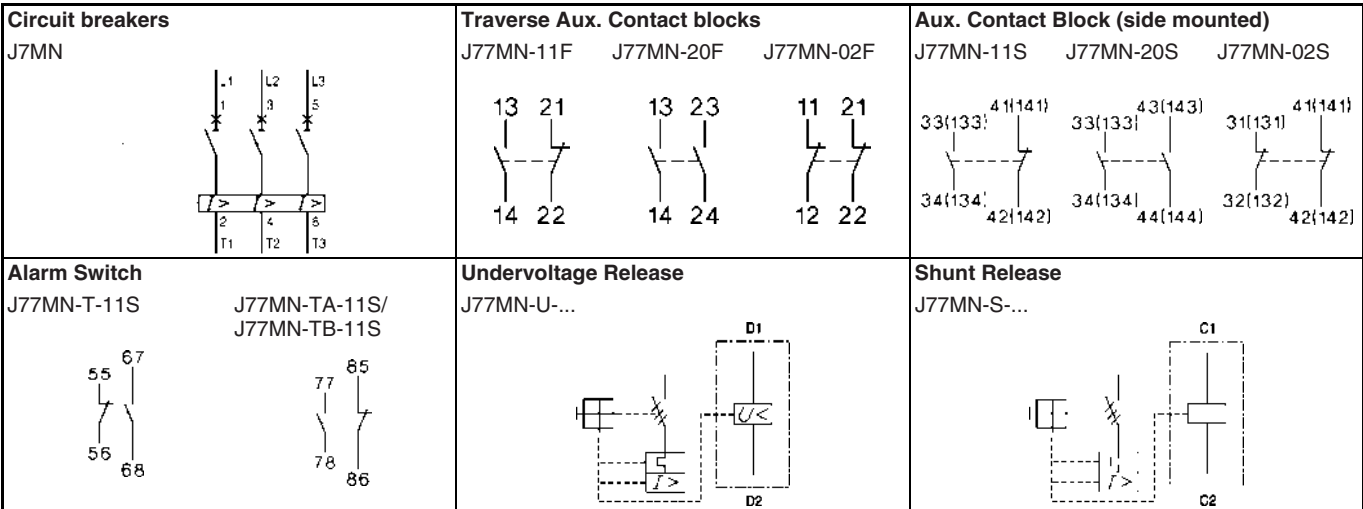 Circuit breakers
J7MN
L1 L2 L3
1 3 5
I> I> I>
2 4 6
T1 T2 T3
Traverse Aux. Contact blocks
J77MN-11F J77MN-20F J77MN-02F
13 21 13 23 11 21
14 22 14 24 12 22
Aux. Contact Block (side mounted)
J77MN-11S J77MN-20S J77MN-02S
41(141) 43(143) 41(141)
33(133) 33(133) 31(131)
34(134) 34(134) 32(132)
42(142) 44(144) 42(142)
Alarm Switch
J77MN-T-11S J77MN-TA-11S/
J77MN-TB-11S
67 85
55 77
56 78
68 86
Undervoltage Release
J77MN-U-...
D1
U<
I>
D2
Shunt Release
J77MN-S-...
C1
I>
C2